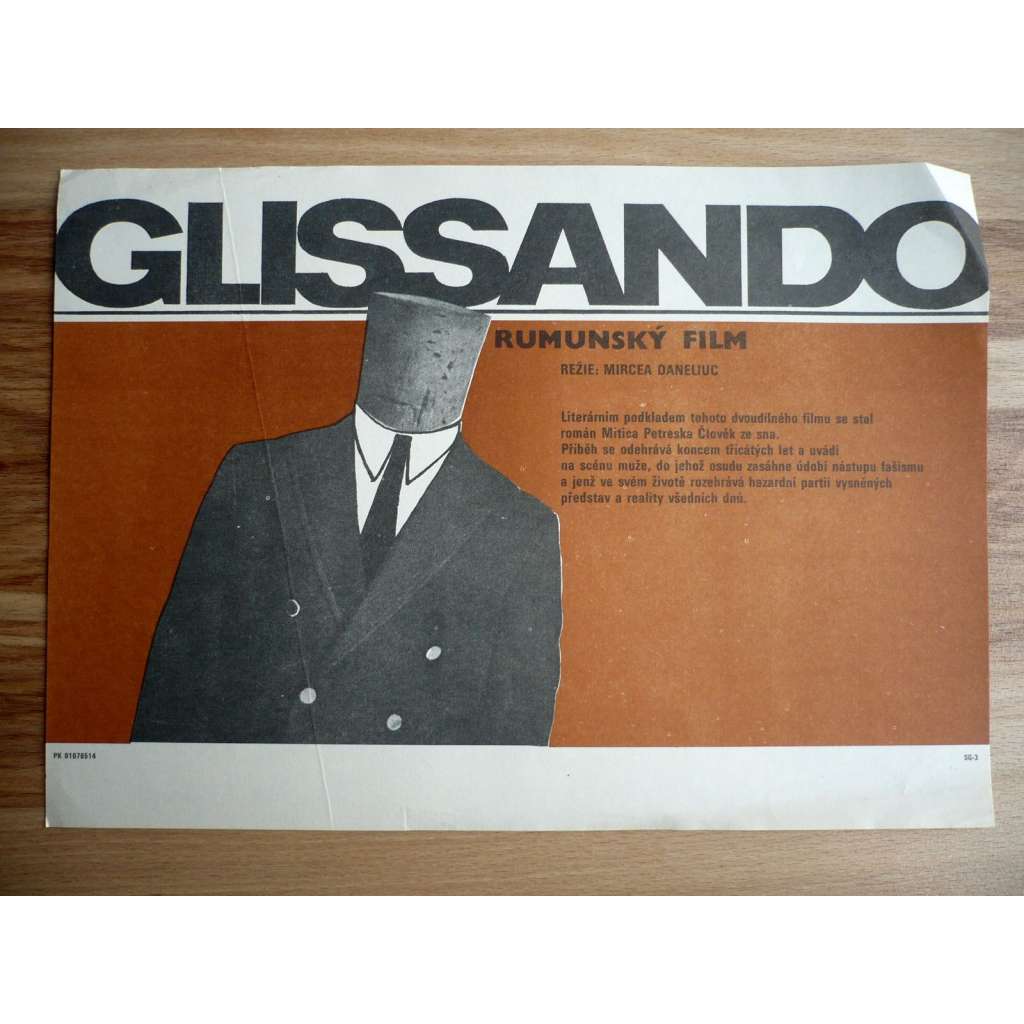 GLISSANDO
RUMUNSKÝ FILM
REŽIE: MIRCEA DANELIUC
Literárním podkladem tohoto dvoudílného filmu se stal
román Mitica Petreska Člověk ze sna.
Příběh se odehrává koncem třicátých let a uvádí
na scénu muže, do jehož osudu zasáhne údobí nástupu fašismu
a jenž ve svém životě rozehrává hazardní partii vysněných
představ a reality všedních dnů.
PK 01078514
SG-3